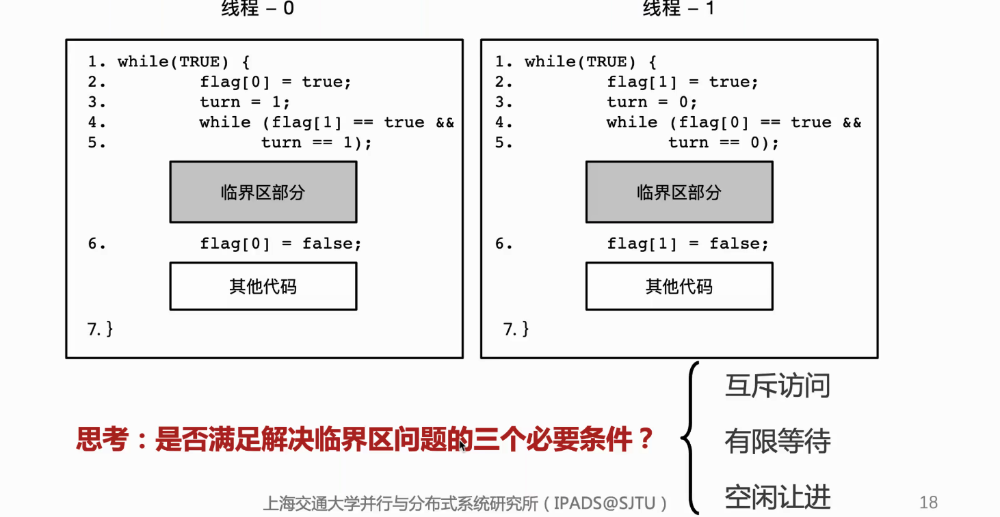 线程 – 0
线程 – 1
1. while(TRUE) {
2. flag[0] = true;
3. turn = 1;
4. while (flag[1] == true &&
5. turn == 1);
临界区部分
6. flag[0] = false;
其他代码
7. }
1. while(TRUE) {
2. flag[1] = true;
3. turn = 0;
4. while (flag[0] == true &&
5. turn == 0);
临界区部分
6. flag[1] = false;
其他代码
7. }
思考：是否满足解决临界区问题的三个必要条件？
互斥访问
有限等待
空闲让进
上海交通大学并行与分布式系统研究所（IPADS@SJTU）
18